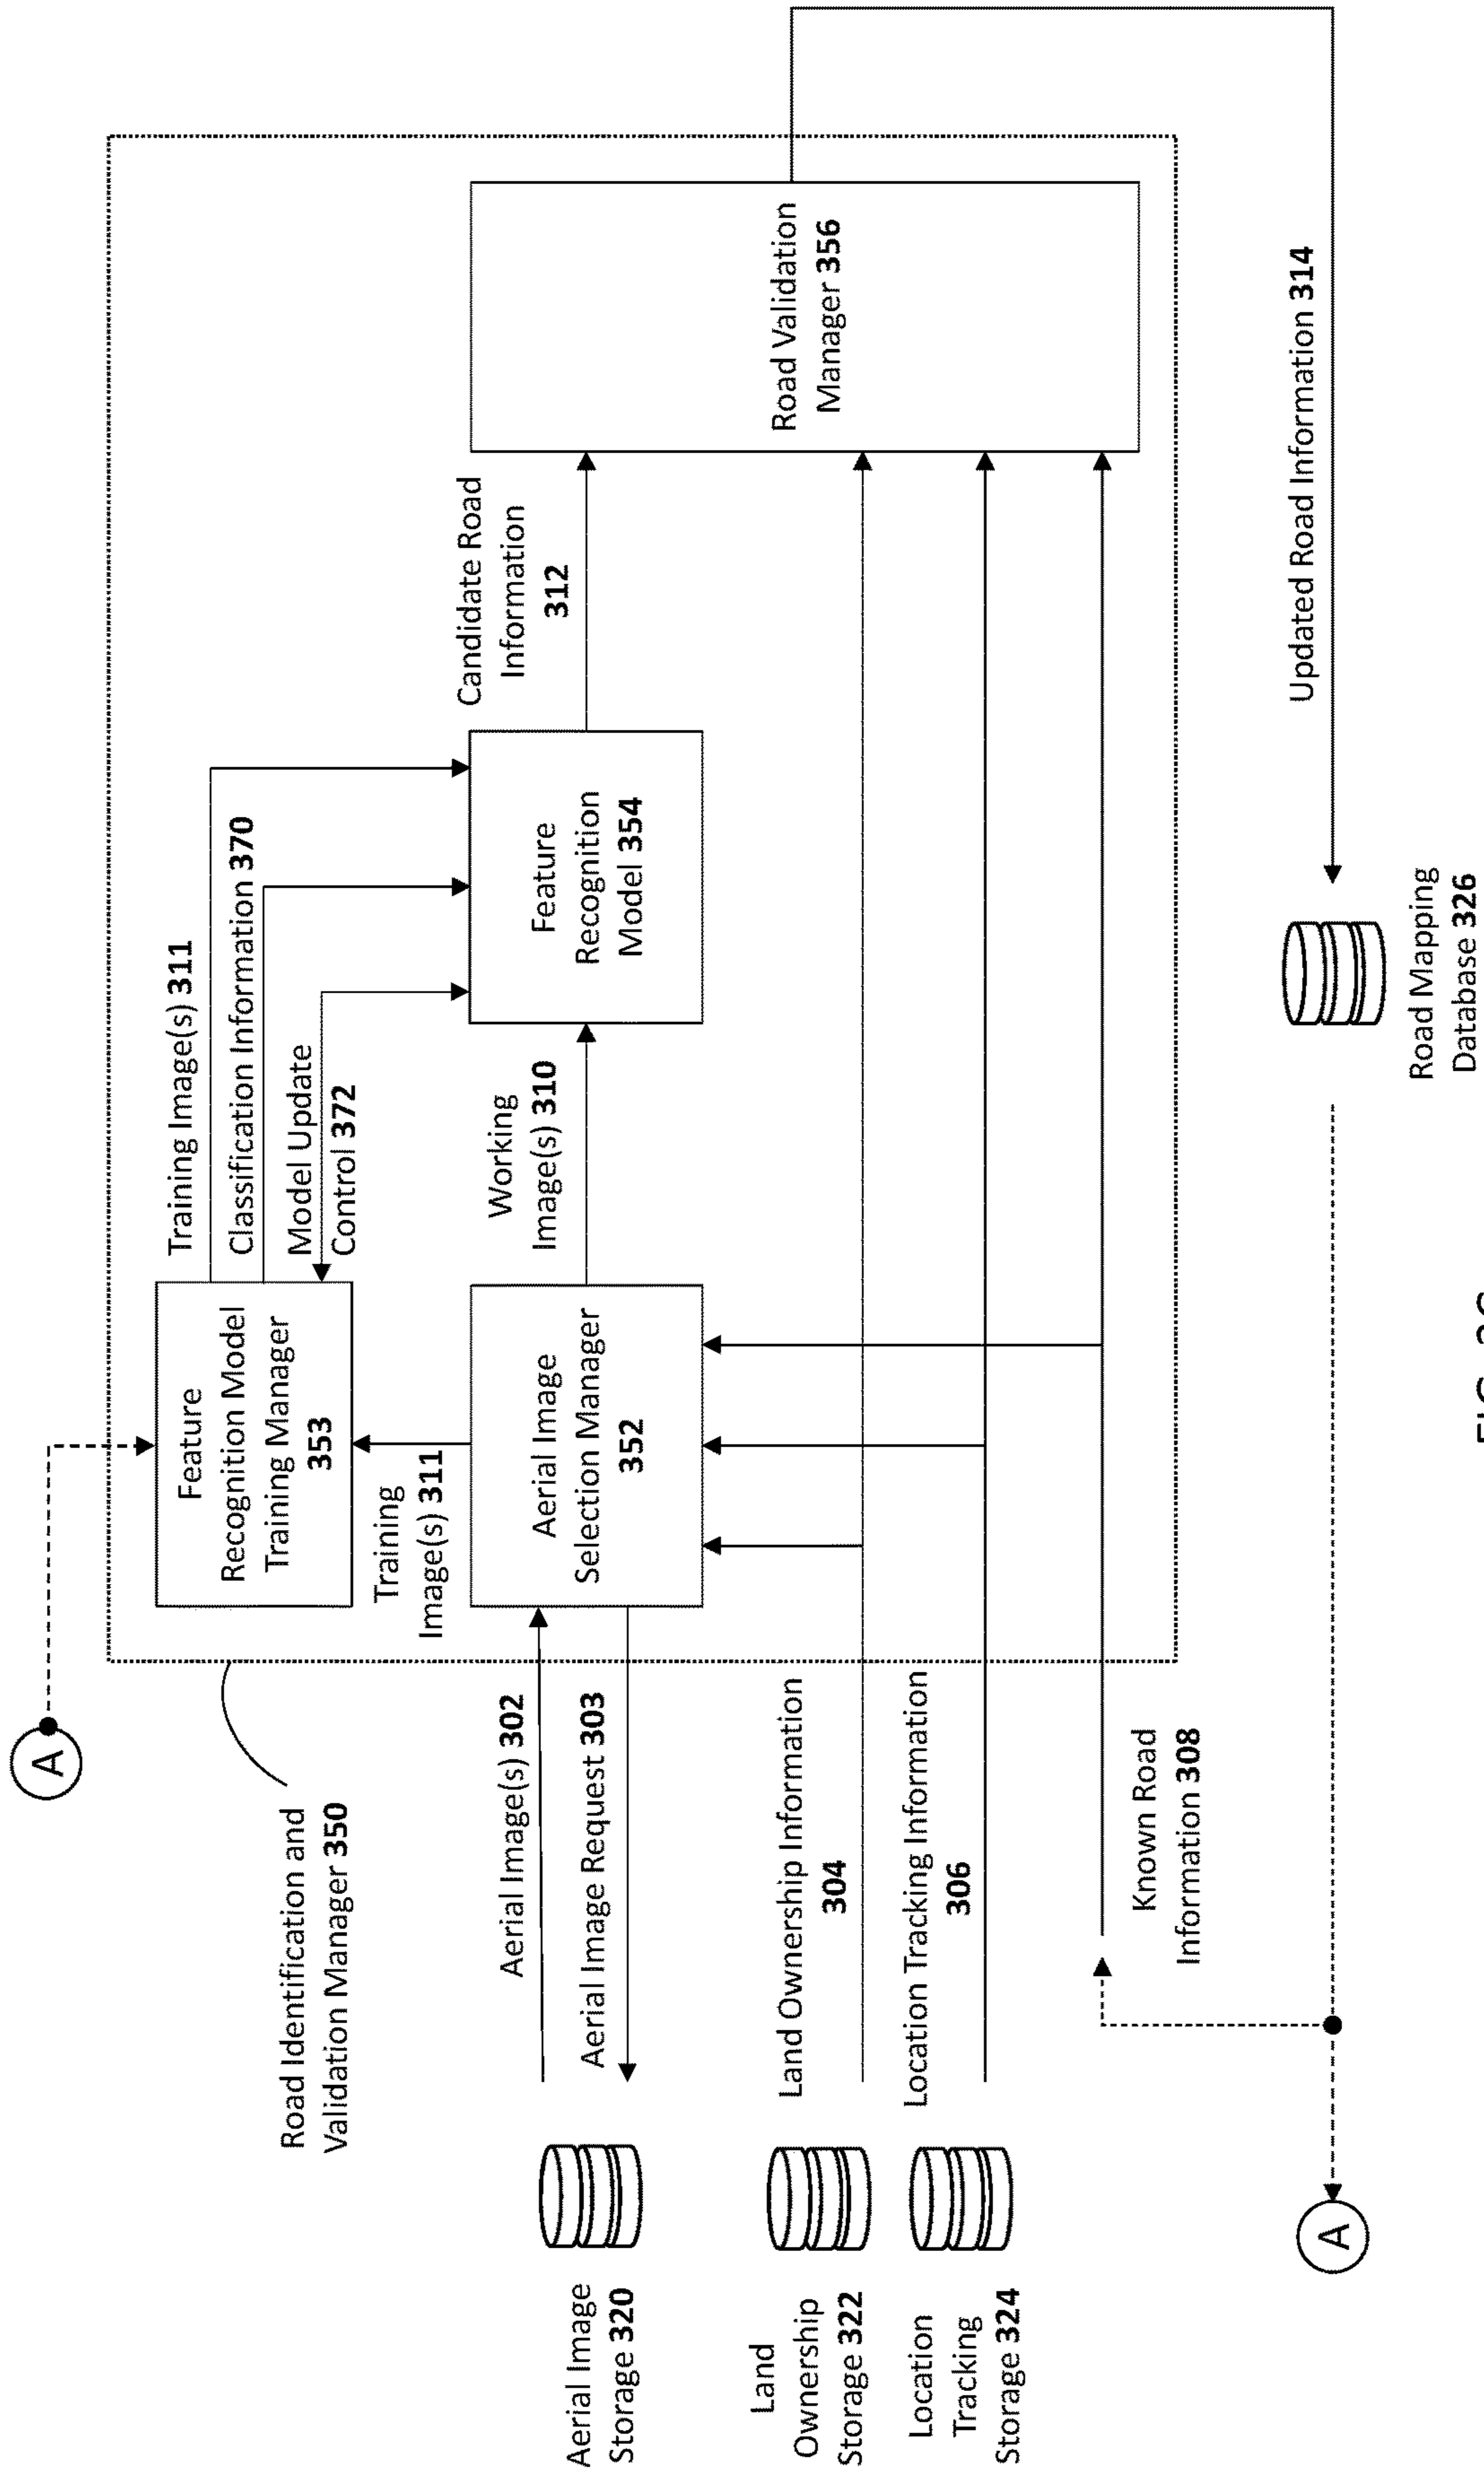 A
Road Identification and
Validation Manager 350
Feature
Recognition Model
Training Manager
353
Training Image(s) 311
Classification Information 370
Model Update
Control 372
Training
Image(s) 311
Aerial Image
Storage 320
Aerial Image(s) 302
Aerial Image Request 303
Aerial Image
Selection Manager
352
Working
Image(s) 310
Feature
Recognition
Model 354
Candidate Road
Information
312
Road Validation
Manager 356
Land
Ownership
Storage 322
Land Ownership Information
304
Location
Tracking
Storage 324
Location Tracking Information
306
Known Road
Information 308
Updated Road Information 314
A
Road Mapping
Database 326